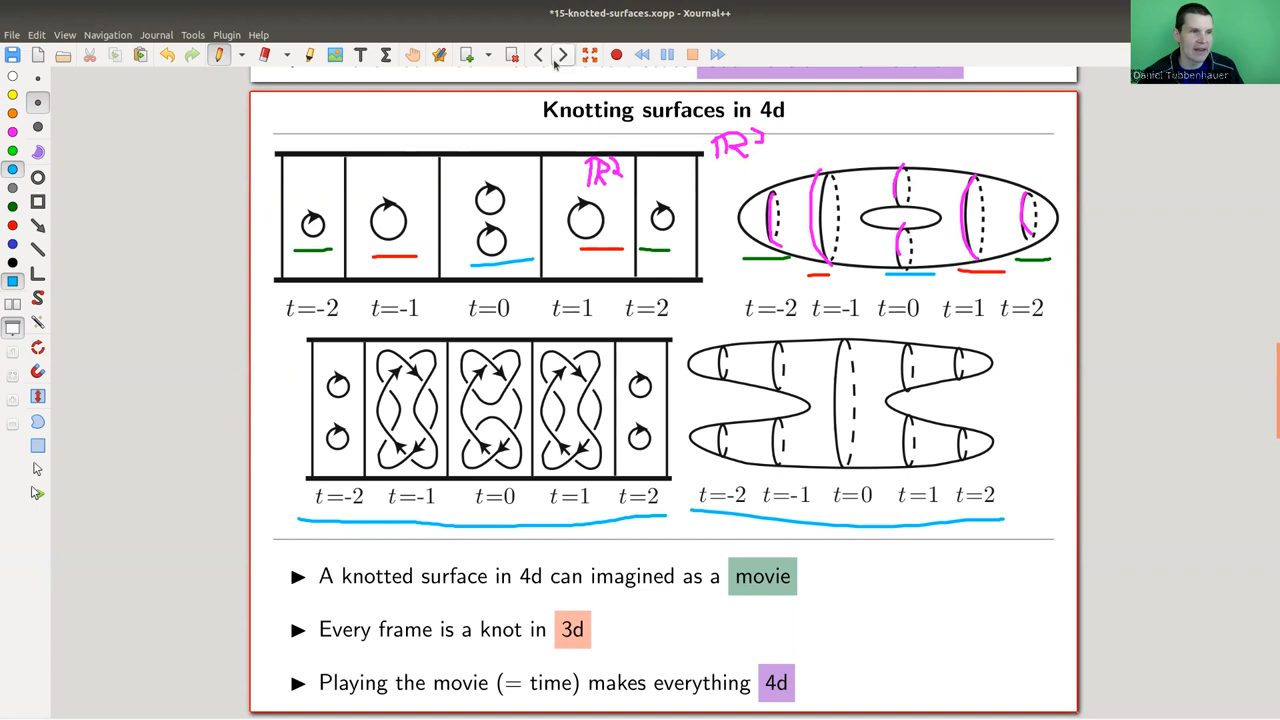 *15-knotted-surfaces.xopp - Xournal++
File Edit View Navigation Journal Tools Plugin Help
Daniel Tubbenhauer
Knotting surfaces in 4d
ℝ² ℝ³
t=-2 t=-1 t=0 t=1 t=2 t=-2 t=-1 t=0 t=1 t=2
t=-2 t=-1 t=0 t=1 t=2 t=-2 t=-1 t=0 t=1 t=2
▶ A knotted surface in 4d can imagined as a movie
▶ Every frame is a knot in 3d
▶ Playing the movie (= time) makes everything 4d